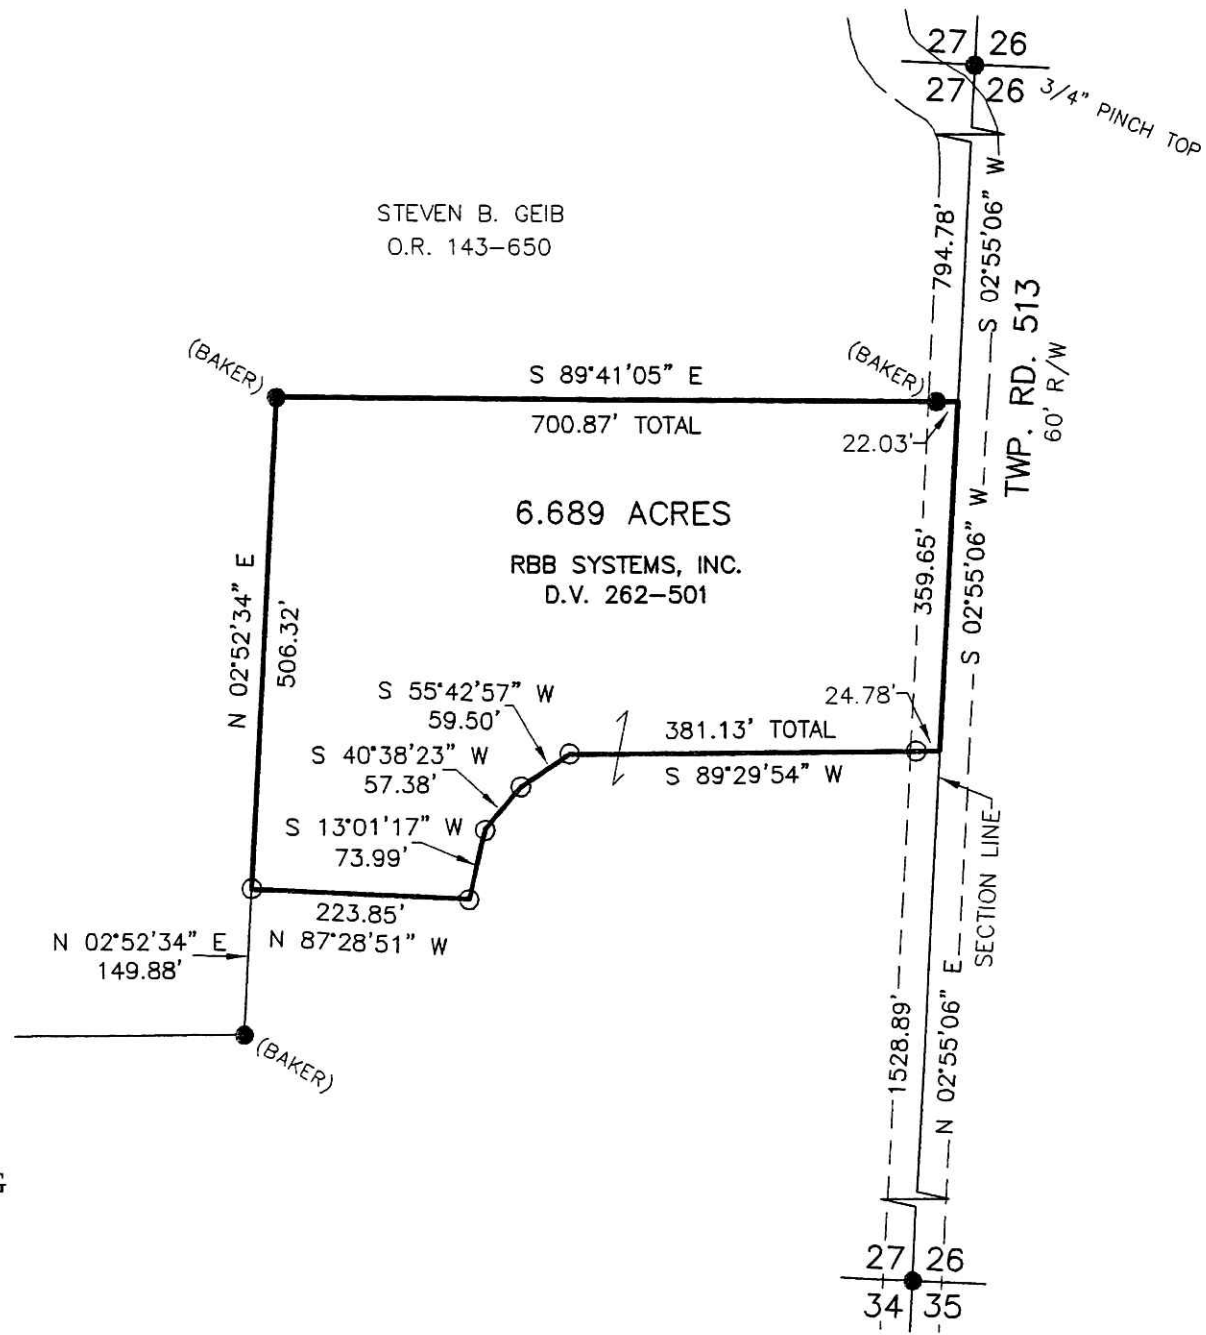 27 26
27 26
3/4" PINCH TOP
STEVEN B. GEIB
O.R. 143-650
794.78'
S 02°55'06" W
TWP. RD. 513
60' R/W
(BAKER)
S 89°41'05" E
700.87' TOTAL
(BAKER)
22.03'
6.689 ACRES
RBB SYSTEMS, INC.
D.V. 262-501
N 02°52'34" E
506.32'
359.65'
S 02°55'06" W
S 55°42'57" W
59.50'
S 40°38'23" W
57.38'
S 13°01'17" W
73.99'
24.78'
381.13' TOTAL
S 89°29'54" W
SECTION LINE
223.85'
N 87°28'51" W
N 02°52'34" E
149.88'
(BAKER)
1528.89'
N 02°55'06" E
G
27 26
34 35